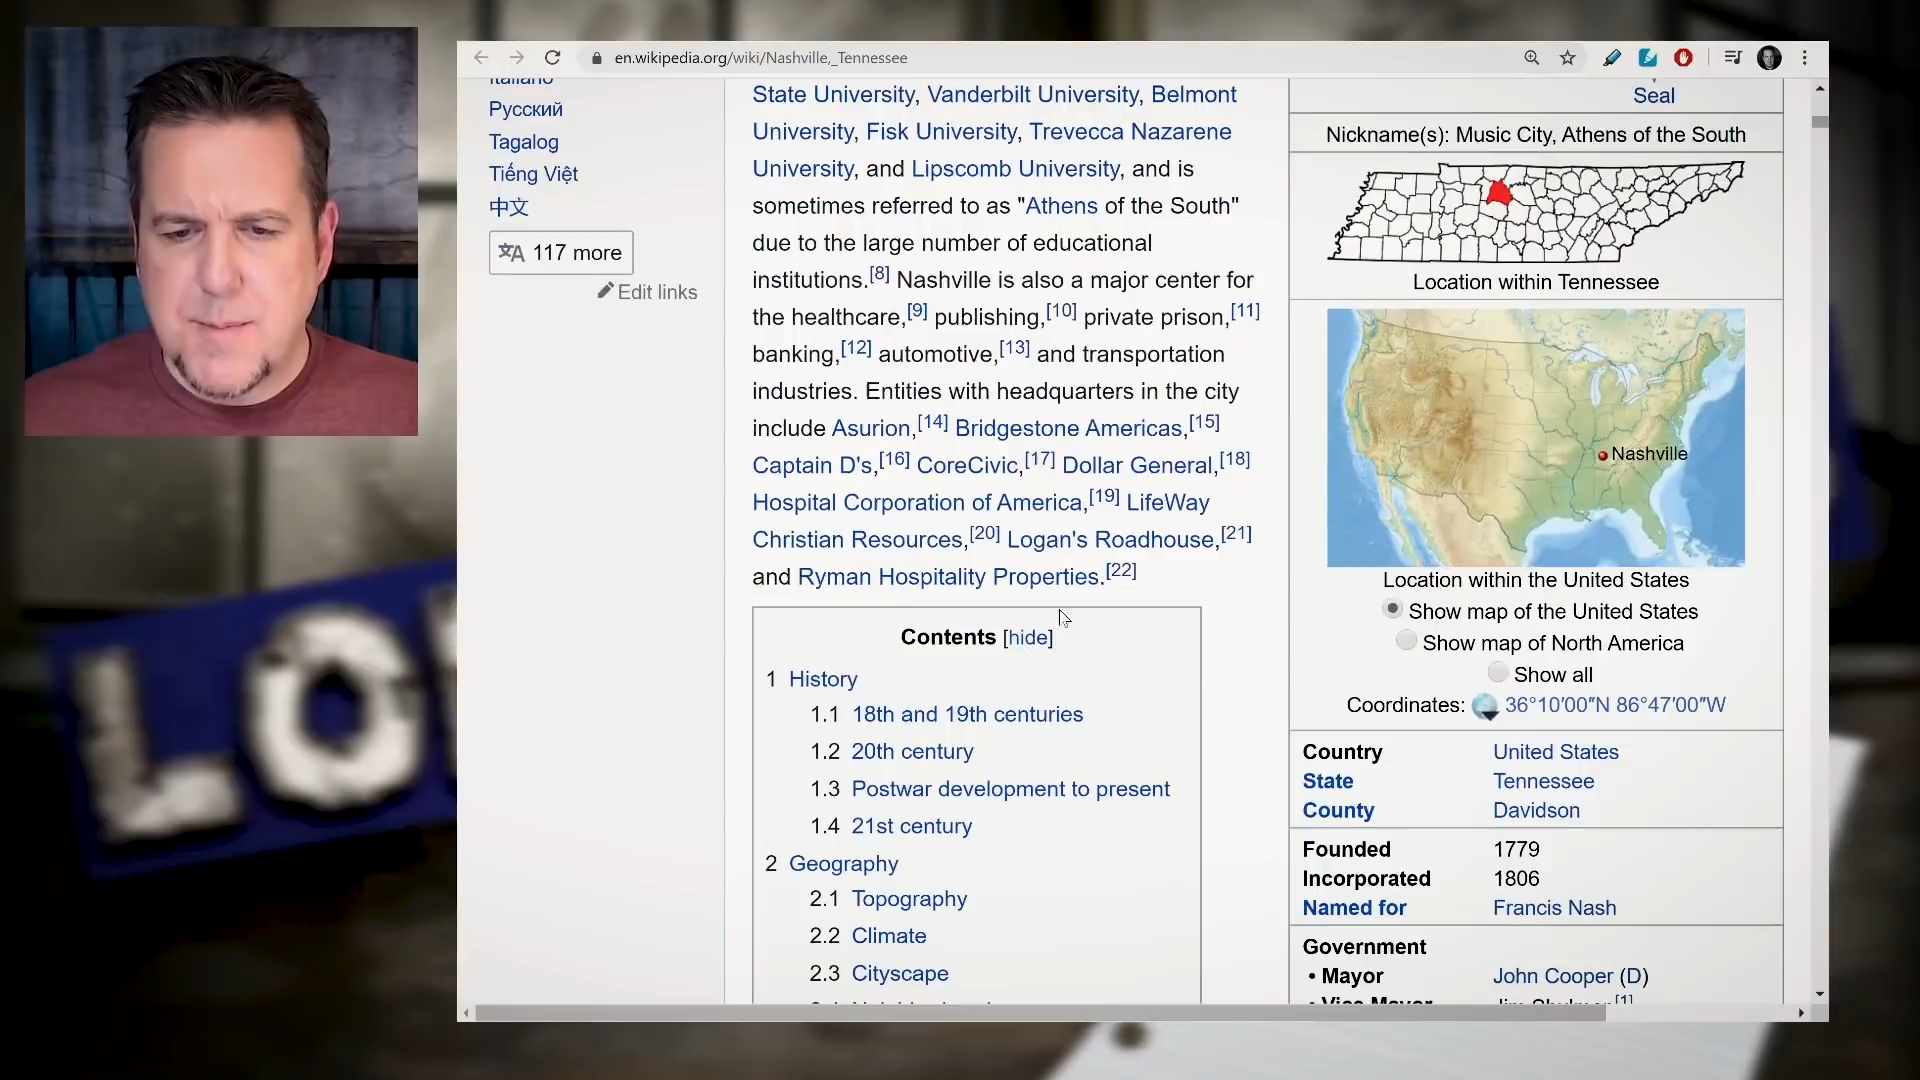 en.wikipedia.org/wiki/Nashville,_Tennessee
Italiano
Русский
Tagalog
Tiếng Việt
中文
117 more
Edit links
State University, Vanderbilt University, Belmont
University, Fisk University, Trevecca Nazarene
University, and Lipscomb University, and is
sometimes referred to as "Athens of the South"
due to the large number of educational
institutions.[8] Nashville is also a major center for
the healthcare,[9] publishing,[10] private prison,[11]
banking,[12] automotive,[13] and transportation
industries. Entities with headquarters in the city
include Asurion,[14] Bridgestone Americas,[15]
Captain D's,[16] CoreCivic,[17] Dollar General,[18]
Hospital Corporation of America,[19] LifeWay
Christian Resources,[20] Logan's Roadhouse,[21]
and Ryman Hospitality Properties.[22]
Contents [hide]
1 History
1.1 18th and 19th centuries
1.2 20th century
1.3 Postwar development to present
1.4 21st century
2 Geography
2.1 Topography
2.2 Climate
2.3 Cityscape
Seal
Nickname(s): Music City, Athens of the South
Location within Tennessee
Nashville
Location within the United States
Show map of the United States
Show map of North America
Show all
Coordinates: 36°10′00″N 86°47′00″W
Country United States
State Tennessee
County Davidson
Founded 1779
Incorporated 1806
Named for Francis Nash
Government
• Mayor John Cooper (D)
LO